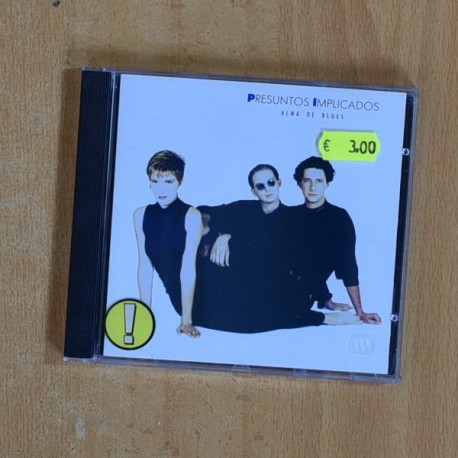 PRESUNTOS IMPLICADOS
ALMA DE BLUES
€ 3.00
!